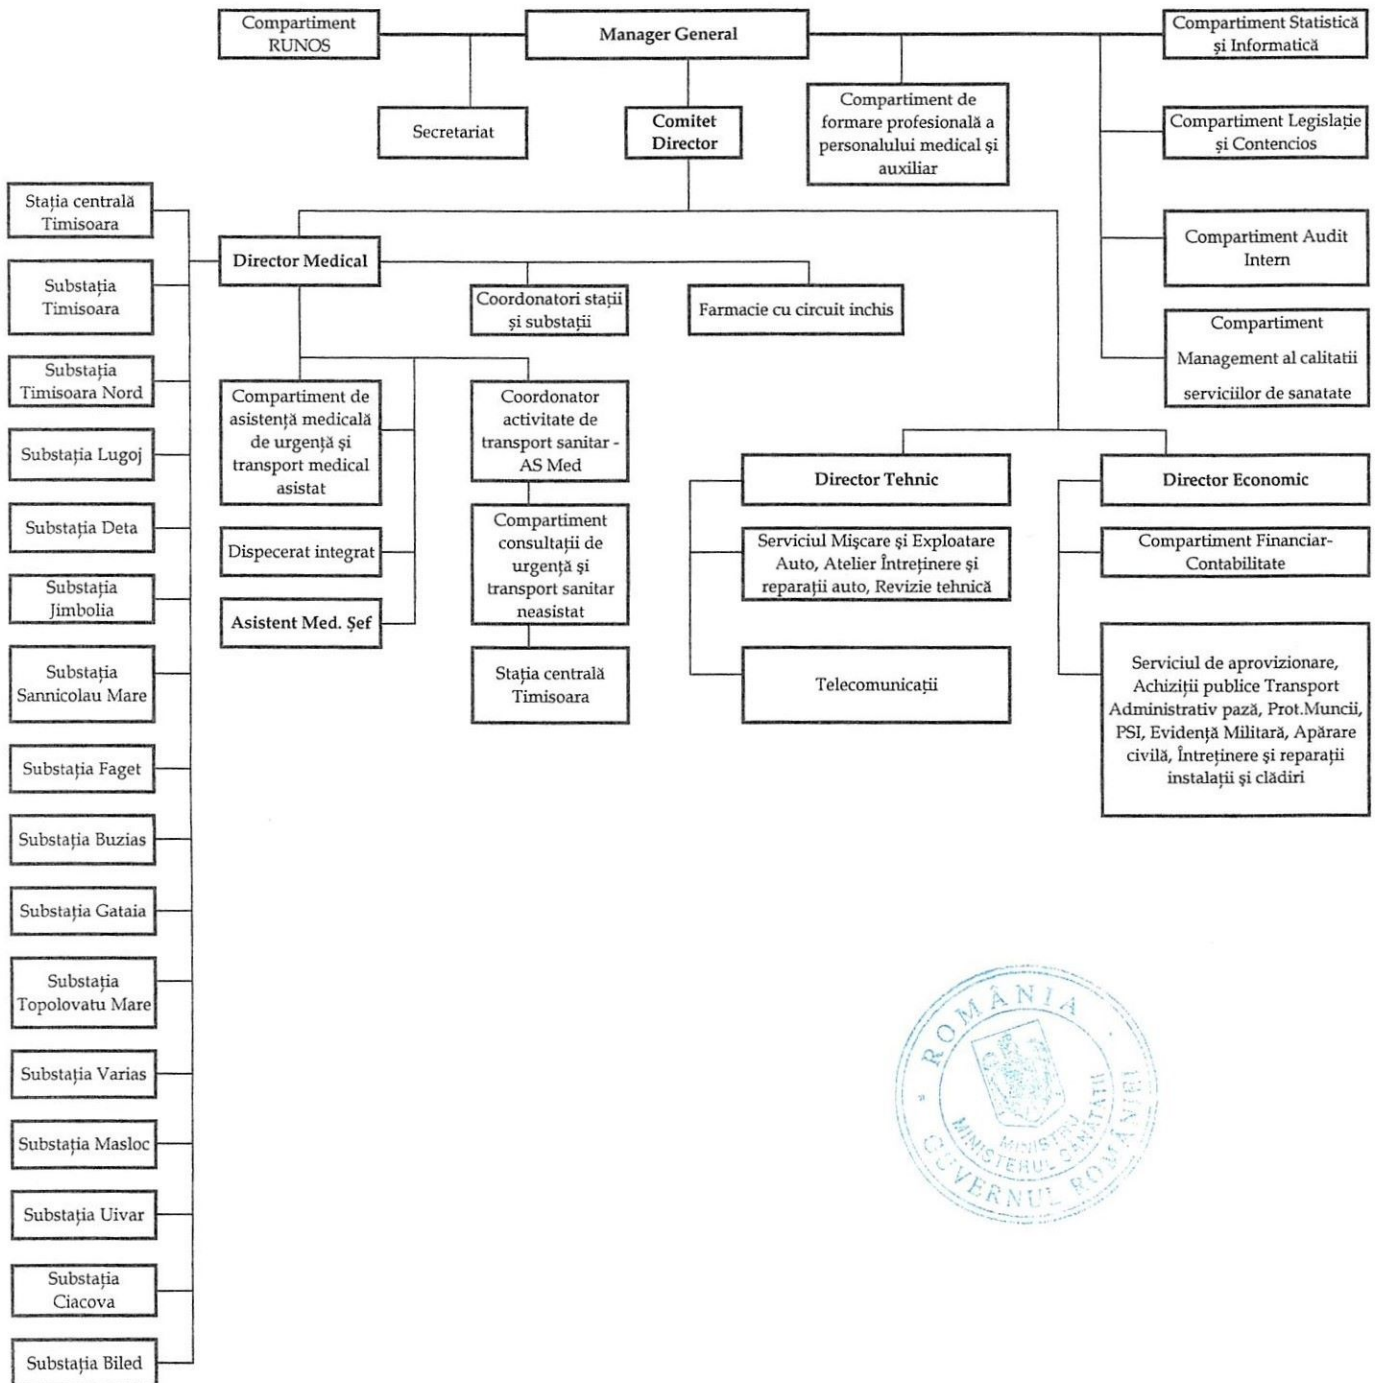 Compartiment
RUNOS
Manager General
Compartiment Statistică
și Informatică
Secretariat
Comitet
Director
Compartiment de
formare profesională a
personalului medical și
auxiliar
Compartiment Legislație
și Contencios
Compartiment Audit
Intern
Compartiment
Management al calitatii
serviciilor de sanatate
Stația centrală
Timisoara
Substația
Timisoara
Substația
Timisoara Nord
Substația Lugoj
Substația Deta
Substația
Jimbolia
Substația
Sannicolau Mare
Substația Faget
Substația Buzias
Substația Gataia
Substația
Topolovatu Mare
Substația Varias
Substația Masloc
Substația Uivar
Substația
Ciacova
Substația Biled
Director Medical
Coordonatori stații
și substații
Farmacie cu circuit inchis
Compartiment de
asistență medicală
de urgență și
transport medical
asistat
Dispecerat integrat
Asistent Med. Șef
Coordonator
activitate de
transport sanitar -
AS Med
Compartiment
consultații de
urgență și
transport sanitar
neasistat
Stația centrală
Timisoara
Director Tehnic
Serviciul Mișcare și Exploatare
Auto, Atelier Întreținere și
reparații auto, Revizie tehnică
Telecomunicații
Director Economic
Compartiment Financiar-
Contabilitate
Serviciul de aprovizionare,
Achiziții publice Transport
Administrativ pază, Prot.Muncii,
PSI, Evidență Militară, Apărare
civilă, Întreținere și reparații
instalații și clădiri
ROMÂNIA
GUVERNUL ROMÂNIEI
MINISTERUL SĂNĂTĂȚII
MINISTRU